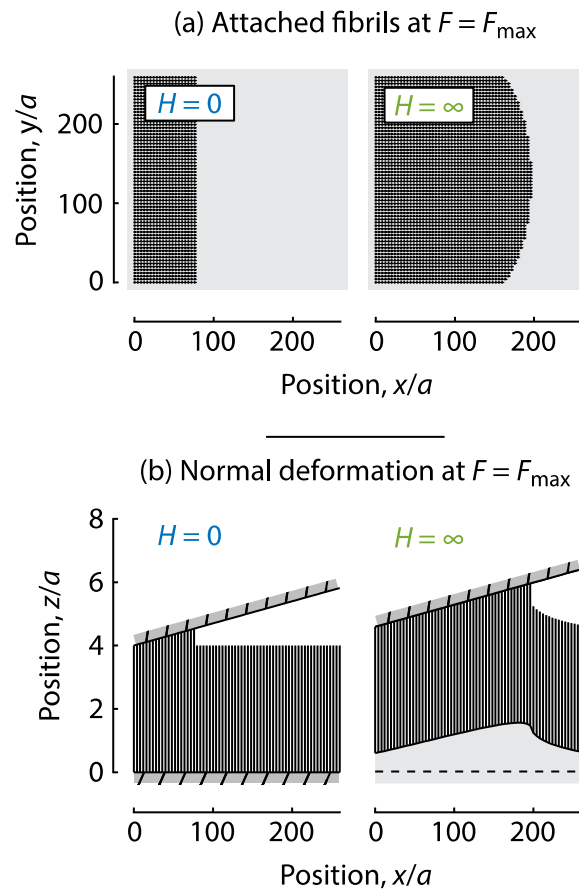 (a) Attached fibrils at F = Fmax
H = 0
H = ∞
Position, y/a
200
100
0
0 100 200
0 100 200
Position, x/a
(b) Normal deformation at F = Fmax
H = 0
H = ∞
Position, z/a
8
6
4
2
0
0 100 200
0 100 200
Position, x/a